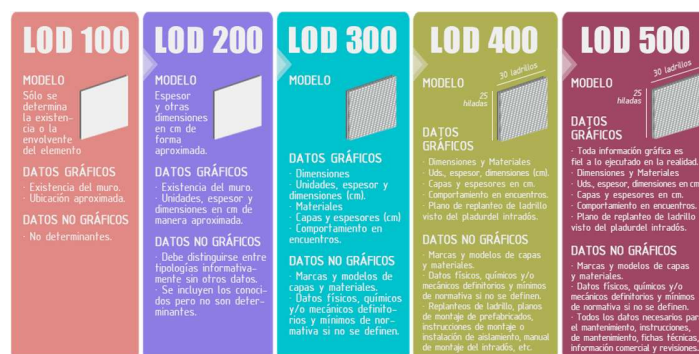 LOD 100
MODELO
Sólo se
determina
la existen-
cia o la
envolvente
del elemento
DATOS GRÁFICOS
· Existencia del muro.
· Ubicación aproximada.
DATOS NO GRÁFICOS
· No determinantes.
LOD 200
MODELO
Espesor
y otras
dimensiones
en cm de
forma
aproximada.
DATOS GRÁFICOS
· Existencia del muro.
· Unidades, espesor y
dimensiones en cm de
manera aproximada.
DATOS NO GRÁFICOS
· Debe distinguirse entre
tipologías informativa-
mente sin otros datos.
· Se incluyen los conoci-
dos pero no son deter-
minantes.
LOD 300
MODELO
DATOS GRÁFICOS
· Dimensiones
· Unidades, espesor y
dimensiones (cm).
· Materiales
· Capas y espesores (cm)
· Comportamiento en
encuentros.
DATOS NO GRÁFICOS
· Marcas y modelos de
capas y materiales.
· Datos físicos, químicos
y/o mecánicos definito-
rios y mínimos de nor-
mativa si no se definen.
LOD 400
30 ladrillos
MODELO
25
hiladas
DATOS
GRÁFICOS
· Dimensiones y Materiales
· Uds., espesor, dimensiones (cm).
· Capas y espesores en cm.
· Comportamiento en encuentros.
· Plano de replanteo de ladrillo
visto del pladurdel intradós.
DATOS NO GRÁFICOS
· Marcas y modelos de capas
y materiales.
· Datos físicos, químicos y/o
mecánicos definitorios y mínimos
de normativa si no se definen.
· Replanteos de ladrillo, planos
de montaje de prefabricados,
instrucciones de montaje o
instalación de aislamiento, manual
de montaje del intradós, etc.
LOD 500
30 ladrillos
MODELO
25
hiladas
DATOS
GRÁFICOS
· Toda información gráfica es
fiel a lo ejecutado en la realidad.
· Dimensiones y Materiales
· Uds., espesor, dimensiones en cm
· Capas y espesores en cm.
· Comportamiento en encuentros.
· Plano de replanteo de ladrillo
visto del pladurdel intradós.
DATOS NO GRÁFICOS
· Marcas y modelos de capas
y materiales.
· Datos físicos, químicos y/o
mecánicos definitorios y mínimos
de normativa si no se definen.
· Todos los datos necesarios par
el mantenimiento, instrucciones,
de mantenimiento, fichas técnicas,
información comercial y revisiones.